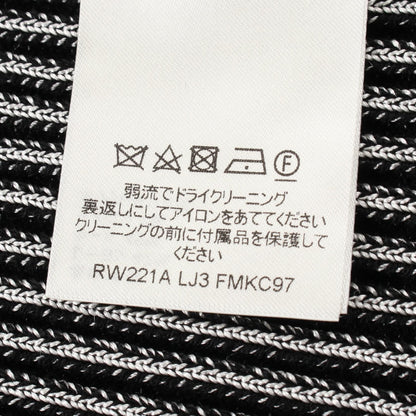 F
弱流でドライクリーニング
裏返しにしてアイロンをあててください
クリーニングの前に付属品を保護して
ください
RW221A LJ3 FMKC97